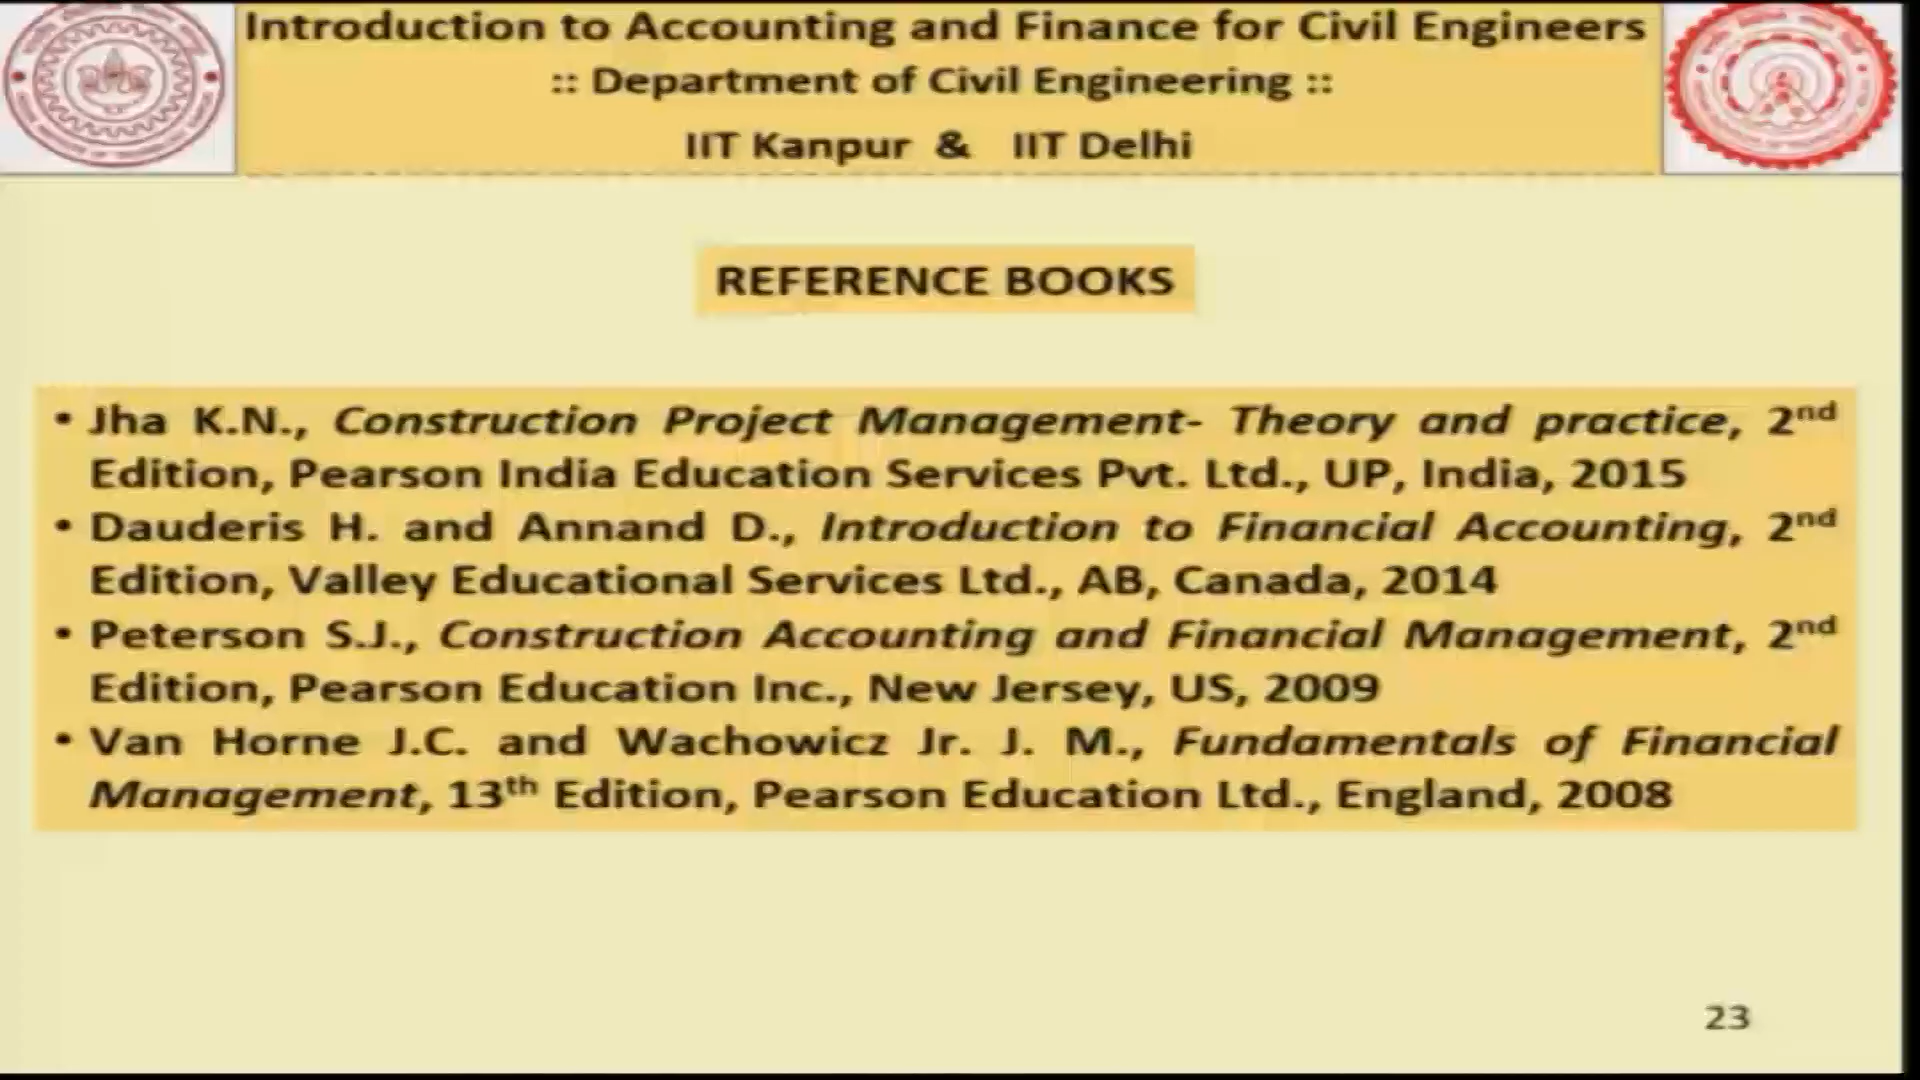 Introduction to Accounting and Finance for Civil Engineers
:: Department of Civil Engineering ::
IIT Kanpur & IIT Delhi
REFERENCE BOOKS
• Jha K.N., Construction Project Management- Theory and practice, 2nd
Edition, Pearson India Education Services Pvt. Ltd., UP, India, 2015
• Dauderis H. and Annand D., Introduction to Financial Accounting, 2nd
Edition, Valley Educational Services Ltd., AB, Canada, 2014
• Peterson S.J., Construction Accounting and Financial Management, 2nd
Edition, Pearson Education Inc., New Jersey, US, 2009
• Van Horne J.C. and Wachowicz Jr. J. M., Fundamentals of Financial
Management, 13th Edition, Pearson Education Ltd., England, 2008
23